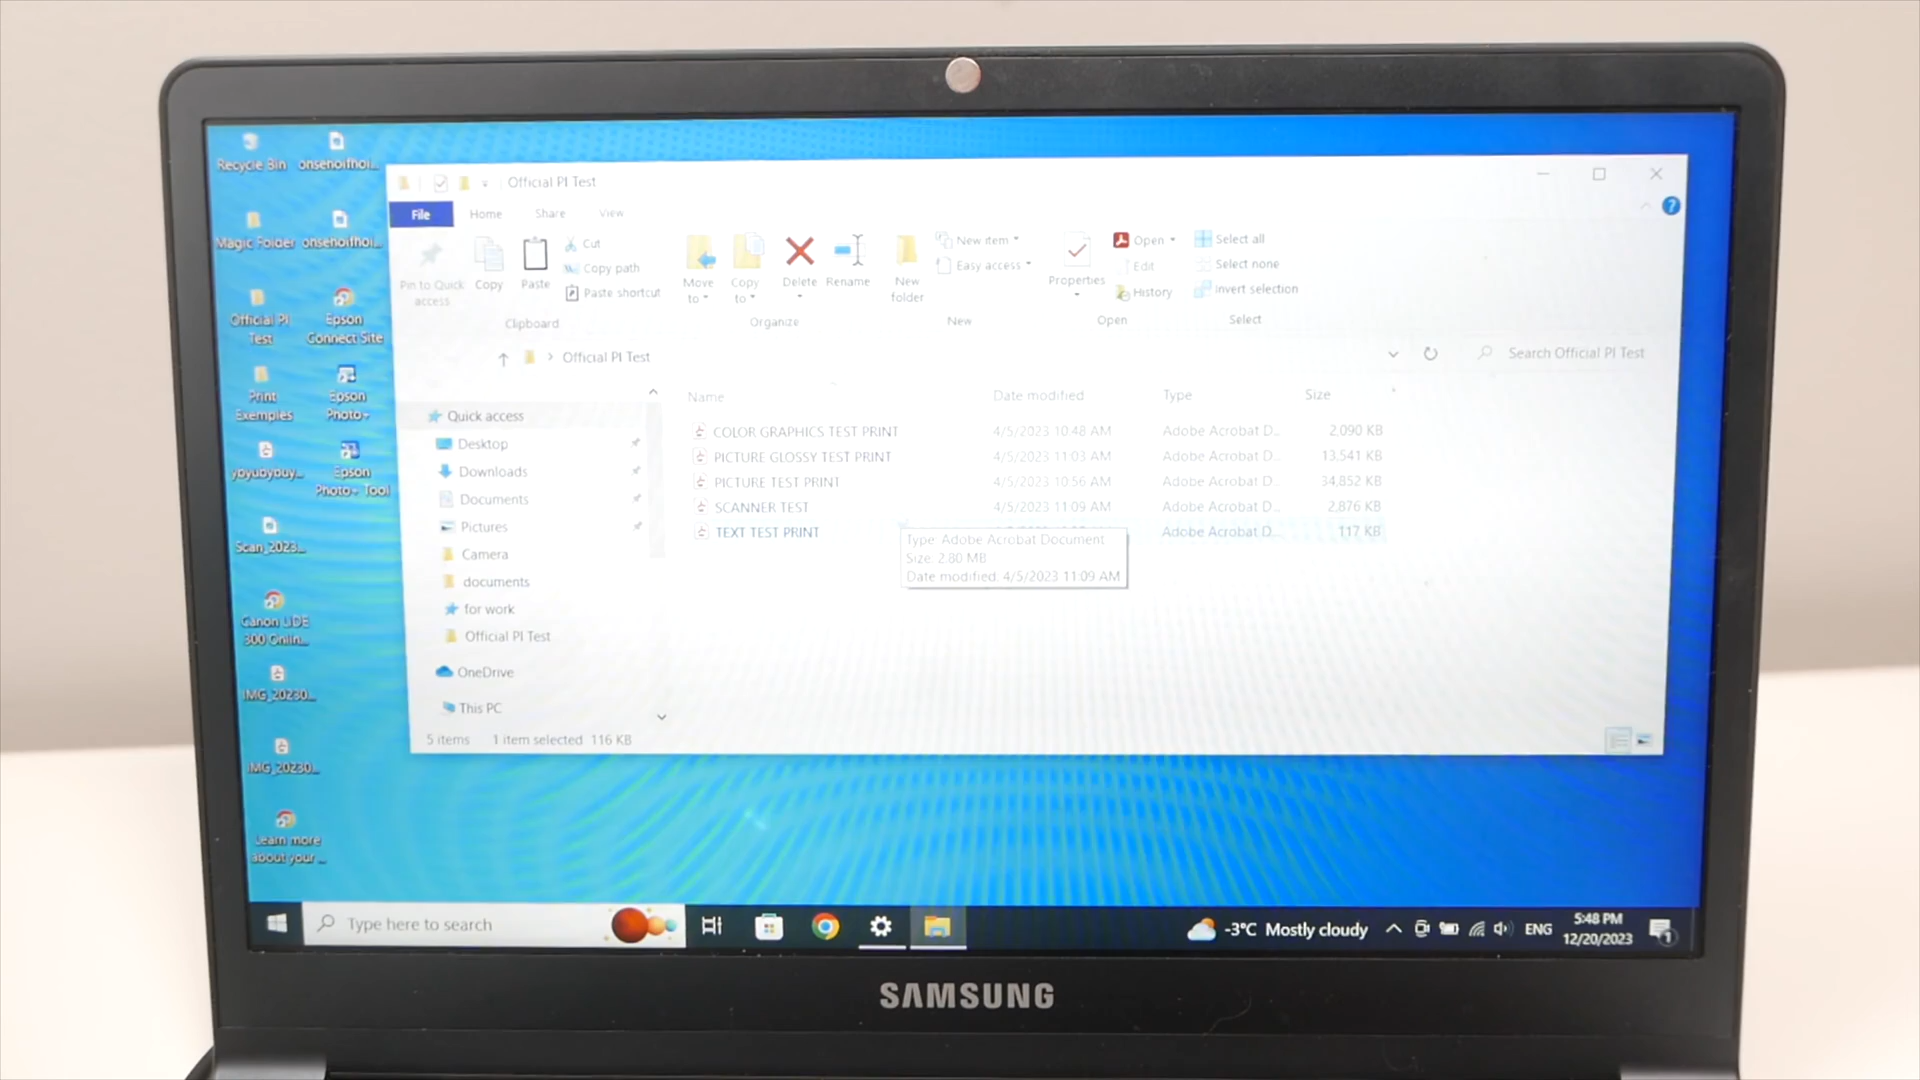 Recycle Bin
onsenoifhoi...
Magic Folder
onsenoifhoi...
Official PI
Test
Epson
Connect Site
Print
Exemples
Epson
Photo+
Epson
Photo+ Tool
Scan_2023...
Canon LiDE
300 Onlin...
IMG_20230...
IMG_20230...
Learn more
about your ...
Official PI Test
File
Home
Share
View
Pin to Quick
access
Copy
Paste
Cut
Copy path
Paste shortcut
Clipboard
Move
to
Copy
to
Delete
Rename
Organize
New
folder
New item
Easy access
New
Properties
Open
Edit
History
Open
Select all
Select none
Invert selection
Select
Official PI Test
Search Official PI Test
Quick access
Desktop
Downloads
Documents
Pictures
Camera
documents
for work
Official PI Test
OneDrive
This PC
Name Date modified Type Size
COLOR GRAPHICS TEST PRINT 4/5/2023 10:48 AM Adobe Acrobat D... 2,090 KB
PICTURE GLOSSY TEST PRINT 4/5/2023 11:03 AM Adobe Acrobat D... 13,541 KB
PICTURE TEST PRINT 4/5/2023 10:56 AM Adobe Acrobat D... 34,852 KB
SCANNER TEST 4/5/2023 11:09 AM Adobe Acrobat D... 2,876 KB
TEXT TEST PRINT Adobe Acrobat D... 117 KB
Type: Adobe Acrobat Document
Size: 2.80 MB
Date modified: 4/5/2023 11:09 AM
5 items 1 item selected 116 KB
Type here to search
-3°C Mostly cloudy
ENG
5:48 PM
12/20/2023
1
SAMSUNG